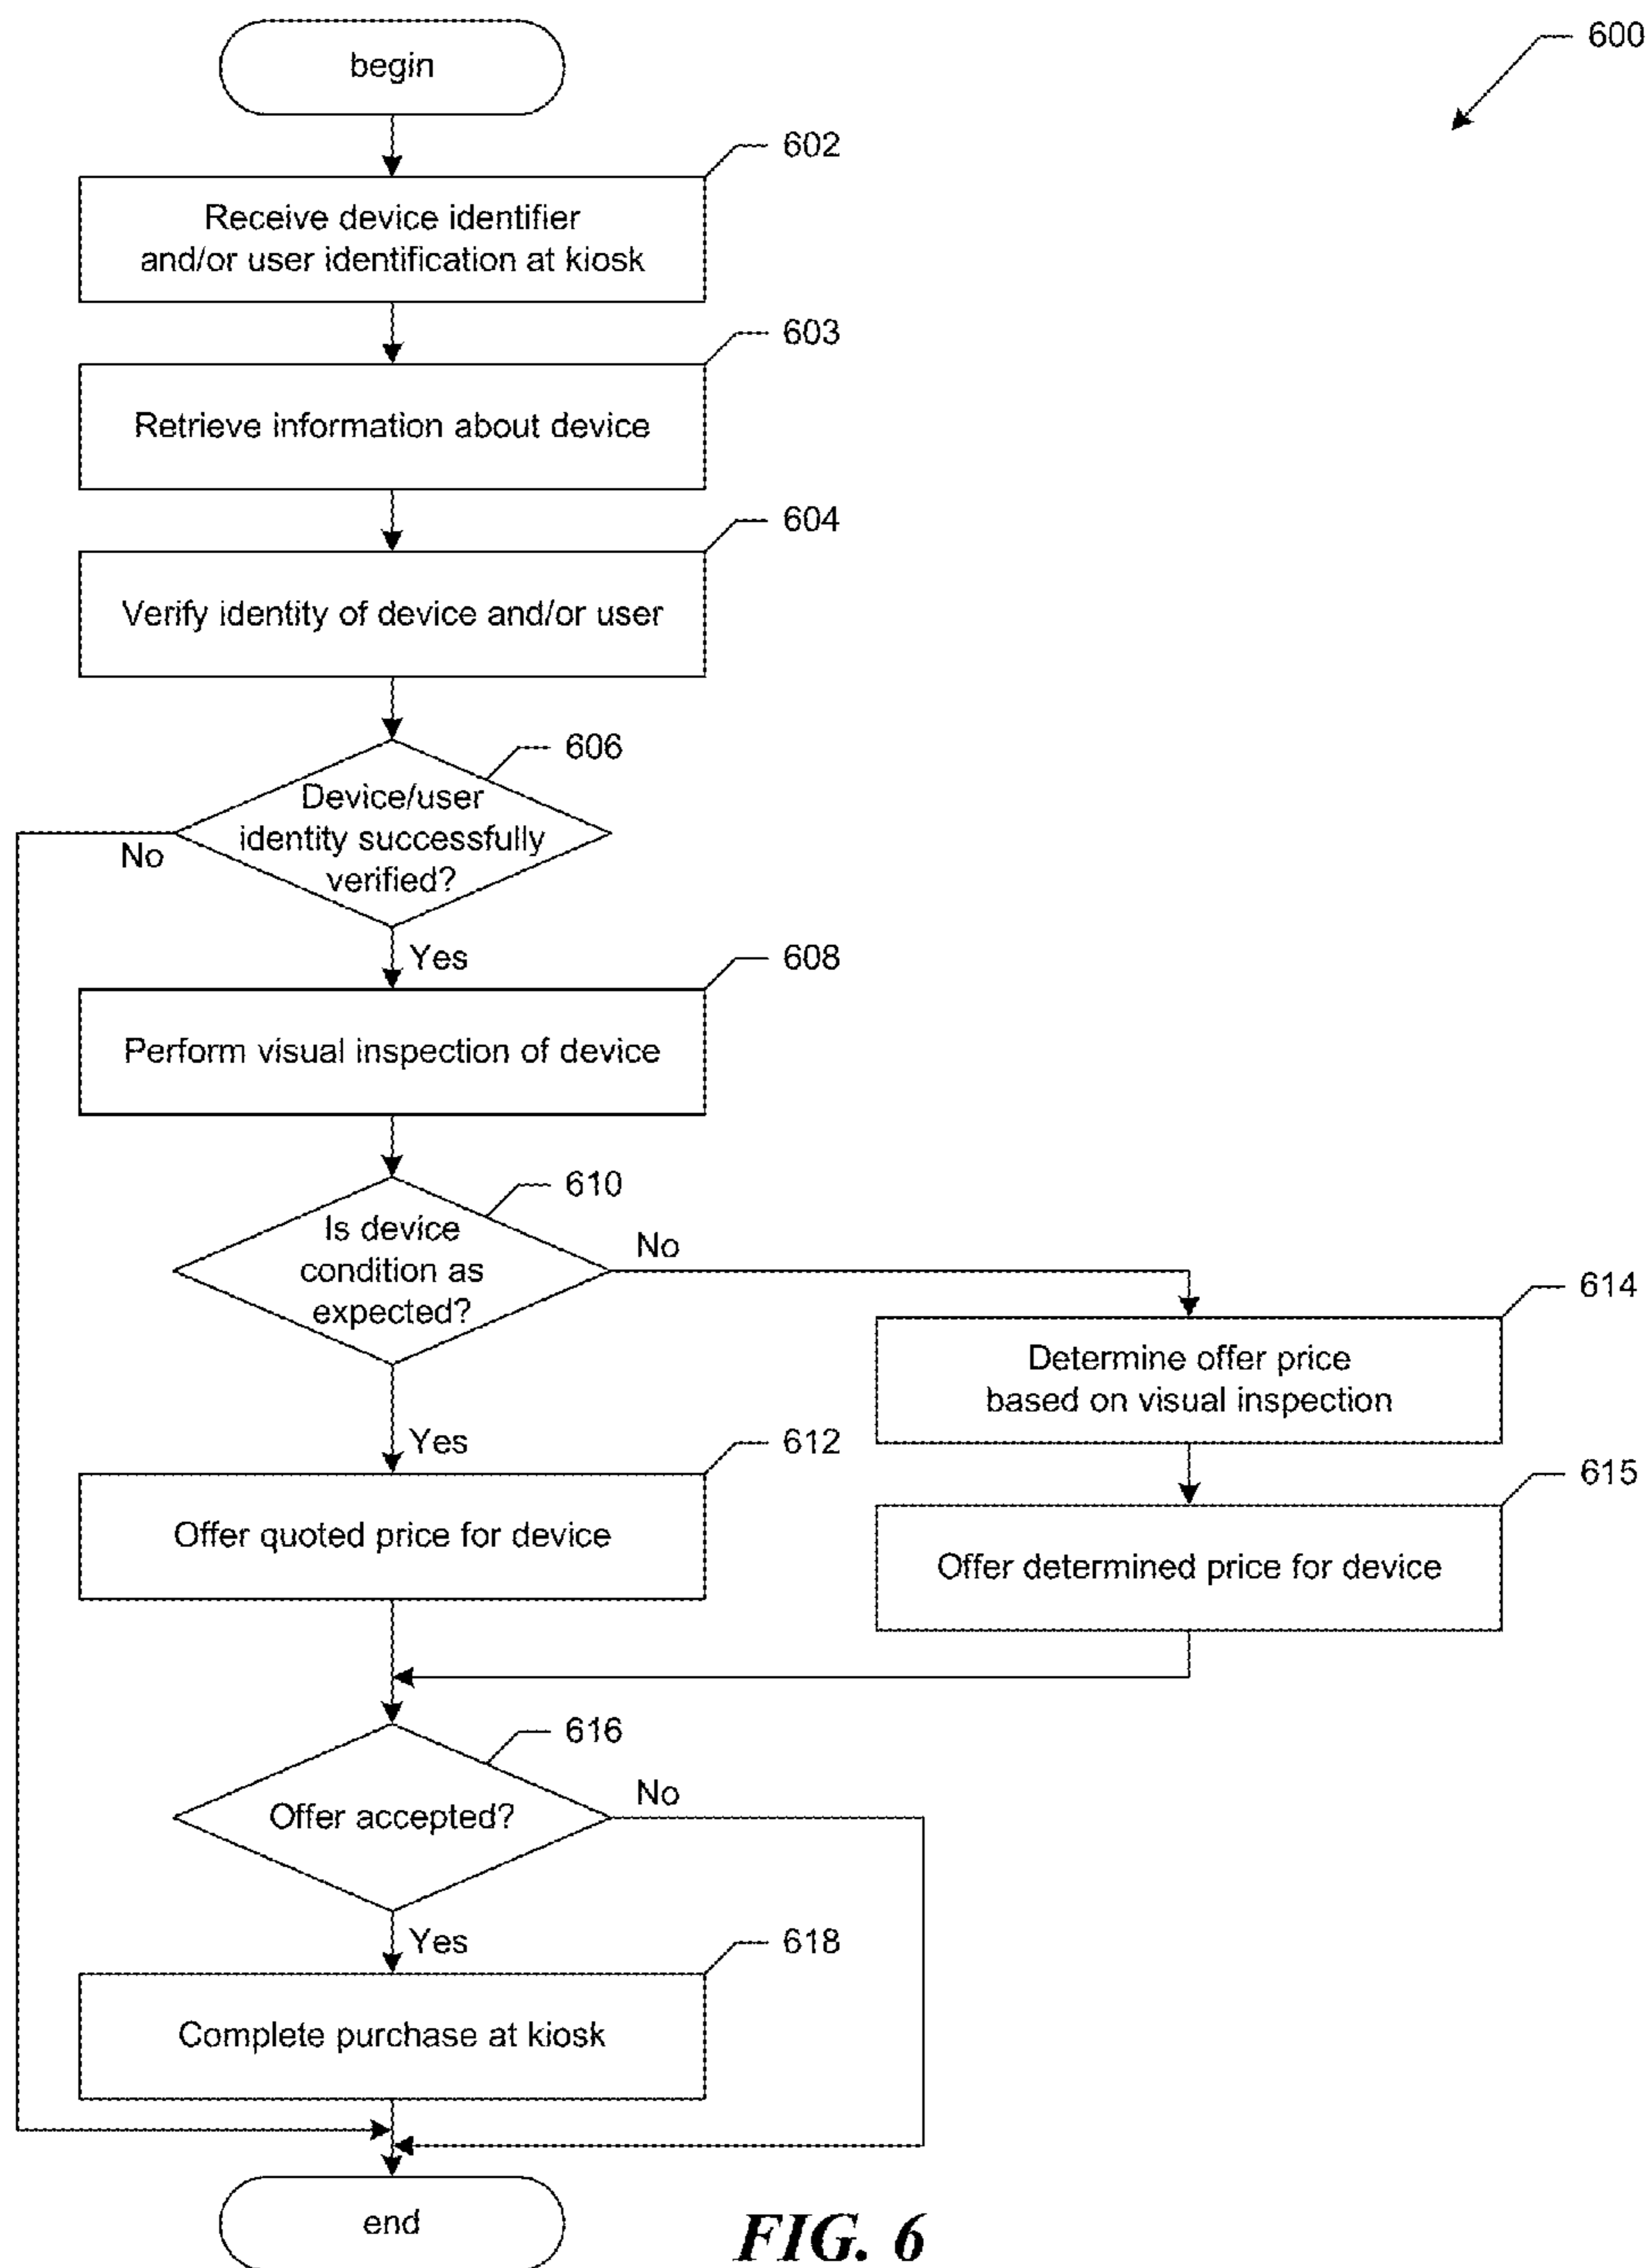 600
begin
602
Receive device identifier
and/or user identification at kiosk
603
Retrieve information about device
604
Verify identity of device and/or user
606
Device/user
identity successfully
verified?
No
Yes
608
Perform visual inspection of device
610
Is device
condition as
expected?
No
614
Determine offer price
based on visual inspection
Yes
612
Offer quoted price for device
615
Offer determined price for device
616
Offer accepted?
No
Yes
618
Complete purchase at kiosk
end
FIG. 6